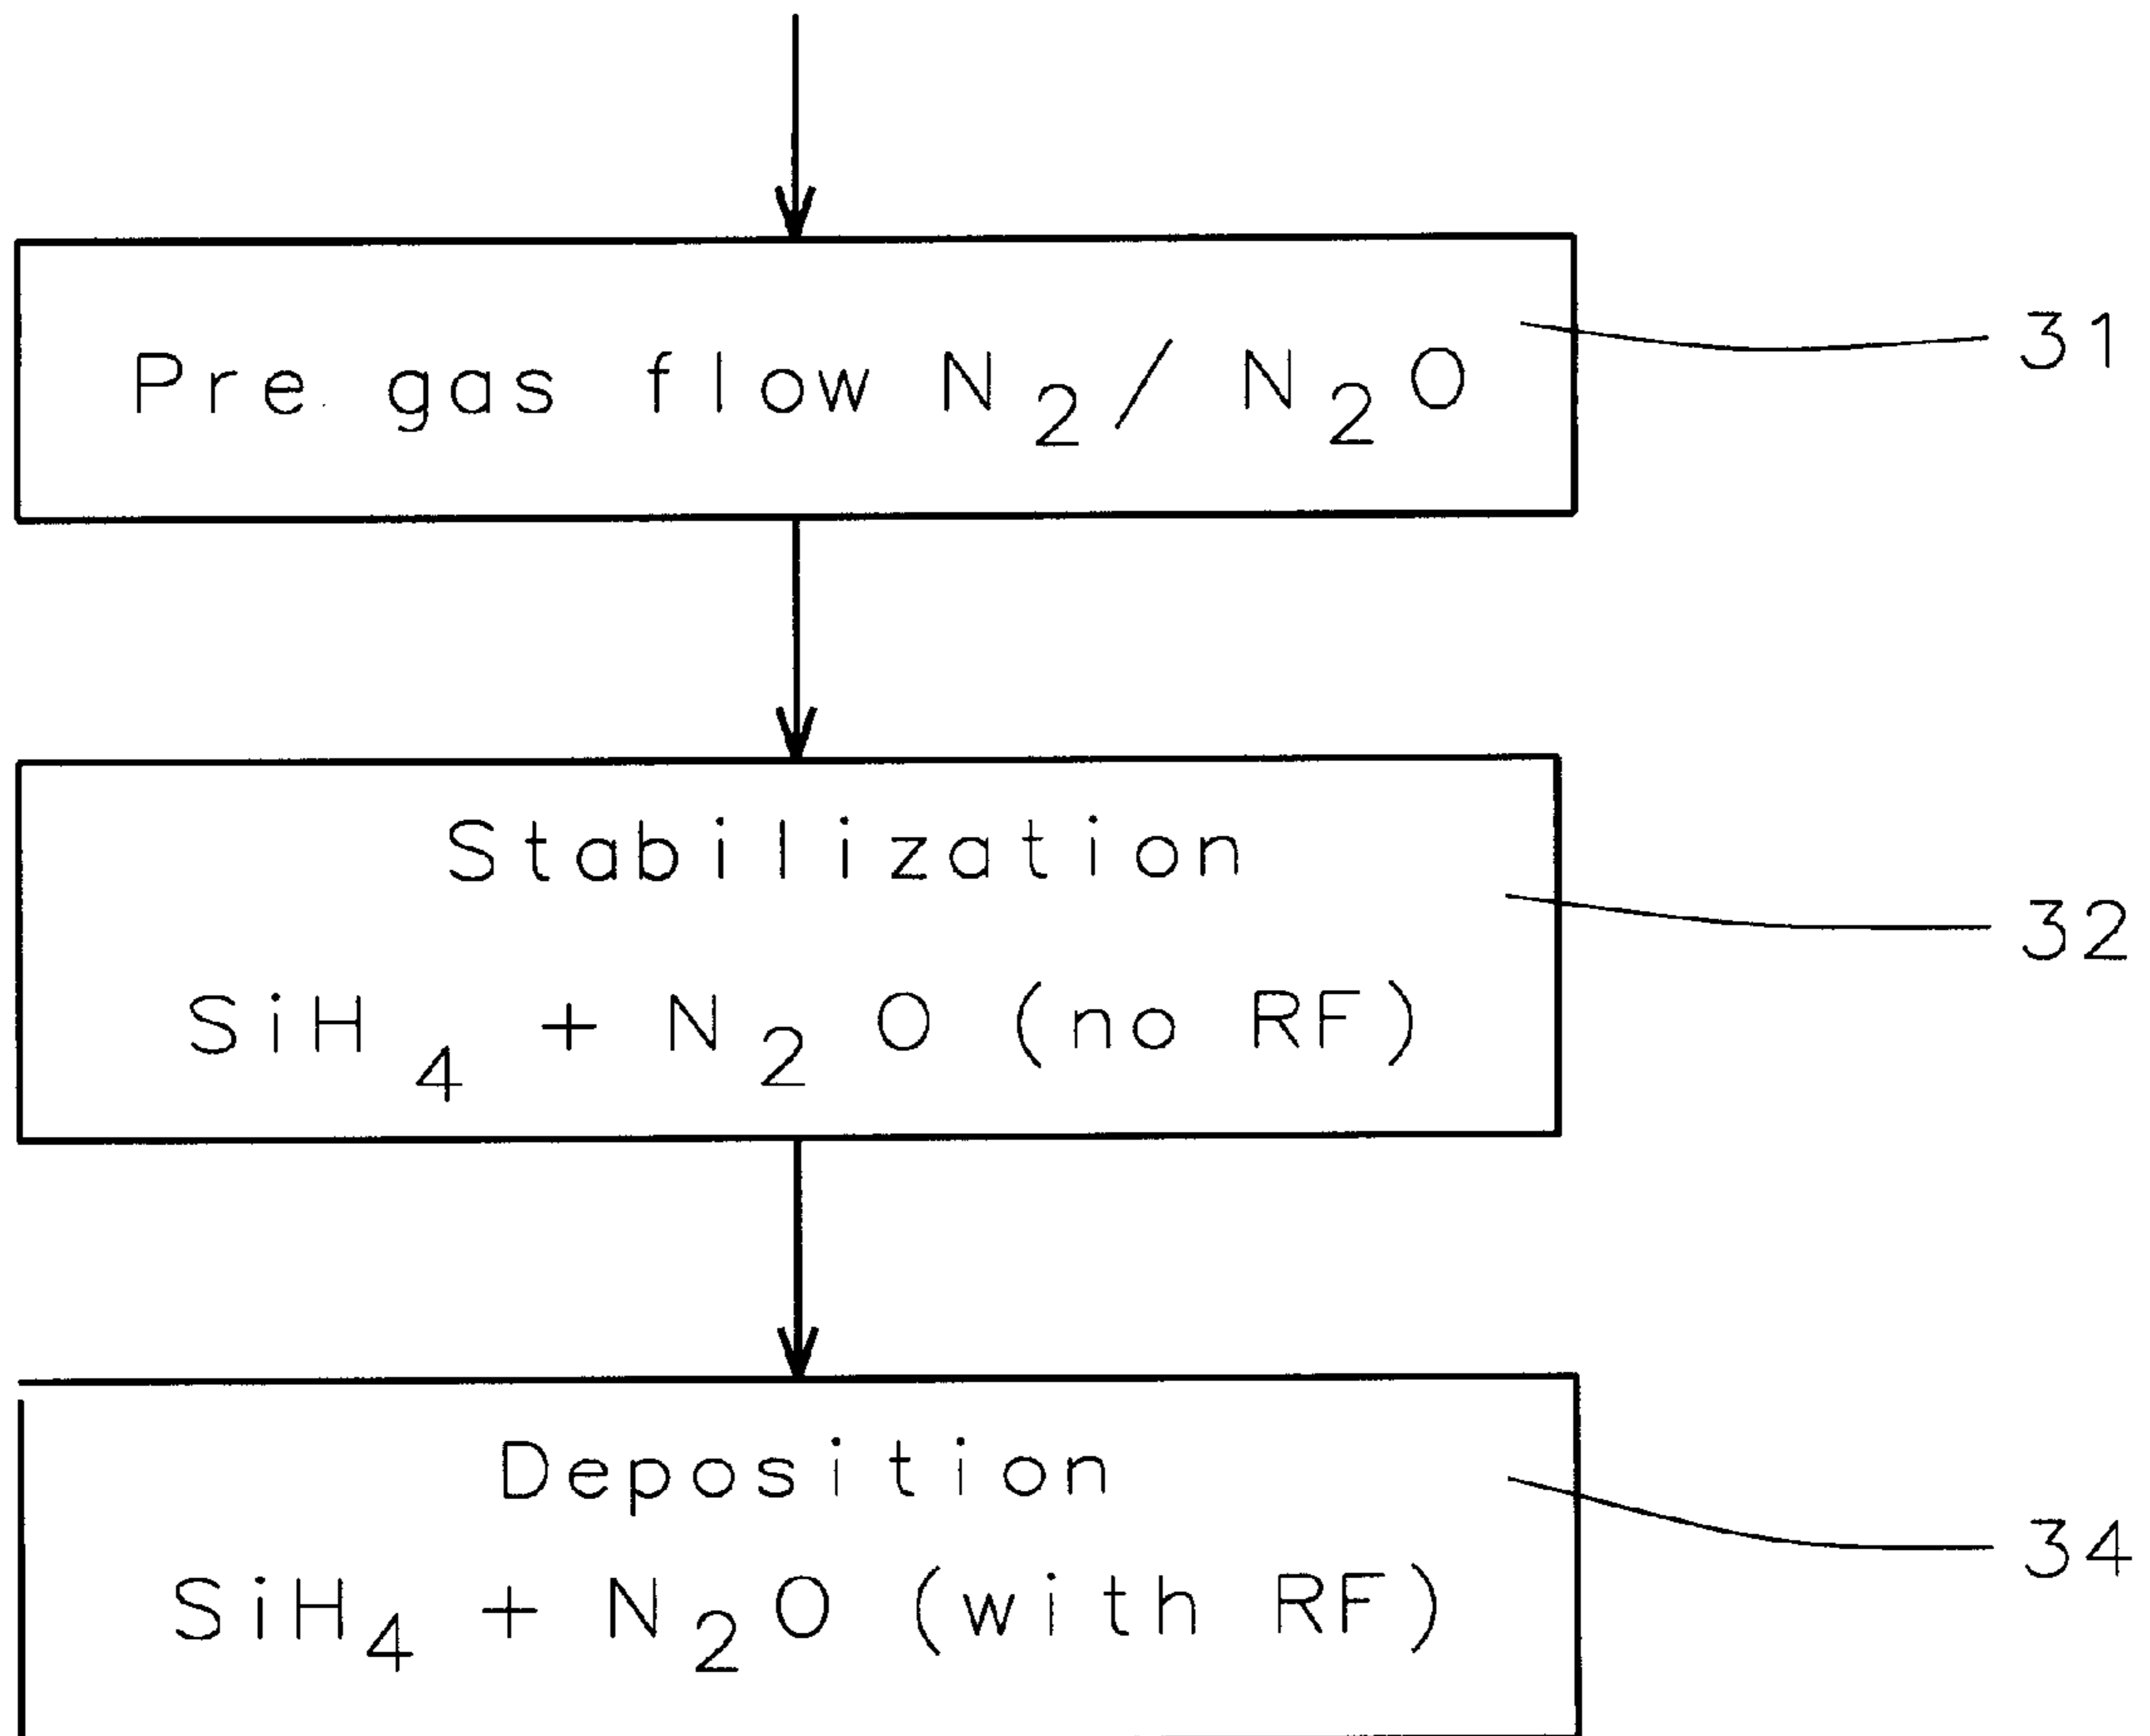 Pre gas flow N₂/ N₂O
31
Stabilization
32
SiH₄ + N₂O (no RF)
Deposition
34
SiH₄ + N₂O (with RF)